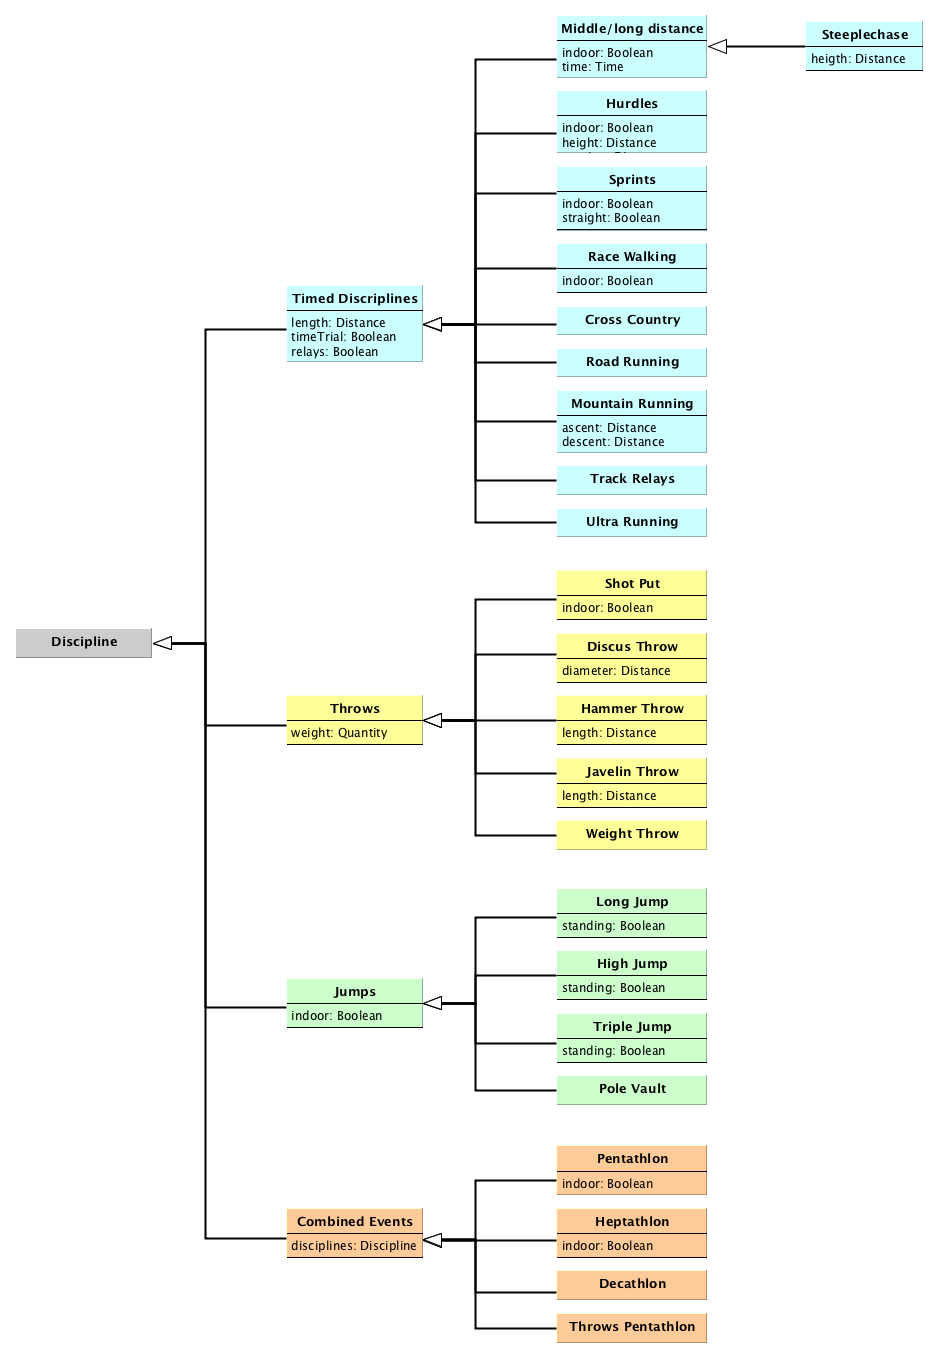 Middle/long distance
indoor: Boolean
time: Time
Steeplechase
heigth: Distance
Hurdles
indoor: Boolean
height: Distance
Sprints
indoor: Boolean
straight: Boolean
Race Walking
indoor: Boolean
Timed Discriplines
length: Distance
timeTrial: Boolean
relays: Boolean
Cross Country
Road Running
Mountain Running
ascent: Distance
descent: Distance
Track Relays
Ultra Running
Discipline
Shot Put
indoor: Boolean
Discus Throw
diameter: Distance
Throws
weight: Quantity
Hammer Throw
length: Distance
Javelin Throw
length: Distance
Weight Throw
Long Jump
standing: Boolean
High Jump
standing: Boolean
Jumps
indoor: Boolean
Triple Jump
standing: Boolean
Pole Vault
Pentathlon
indoor: Boolean
Combined Events
disciplines: Discipline
Heptathlon
indoor: Boolean
Decathlon
Throws Pentathlon